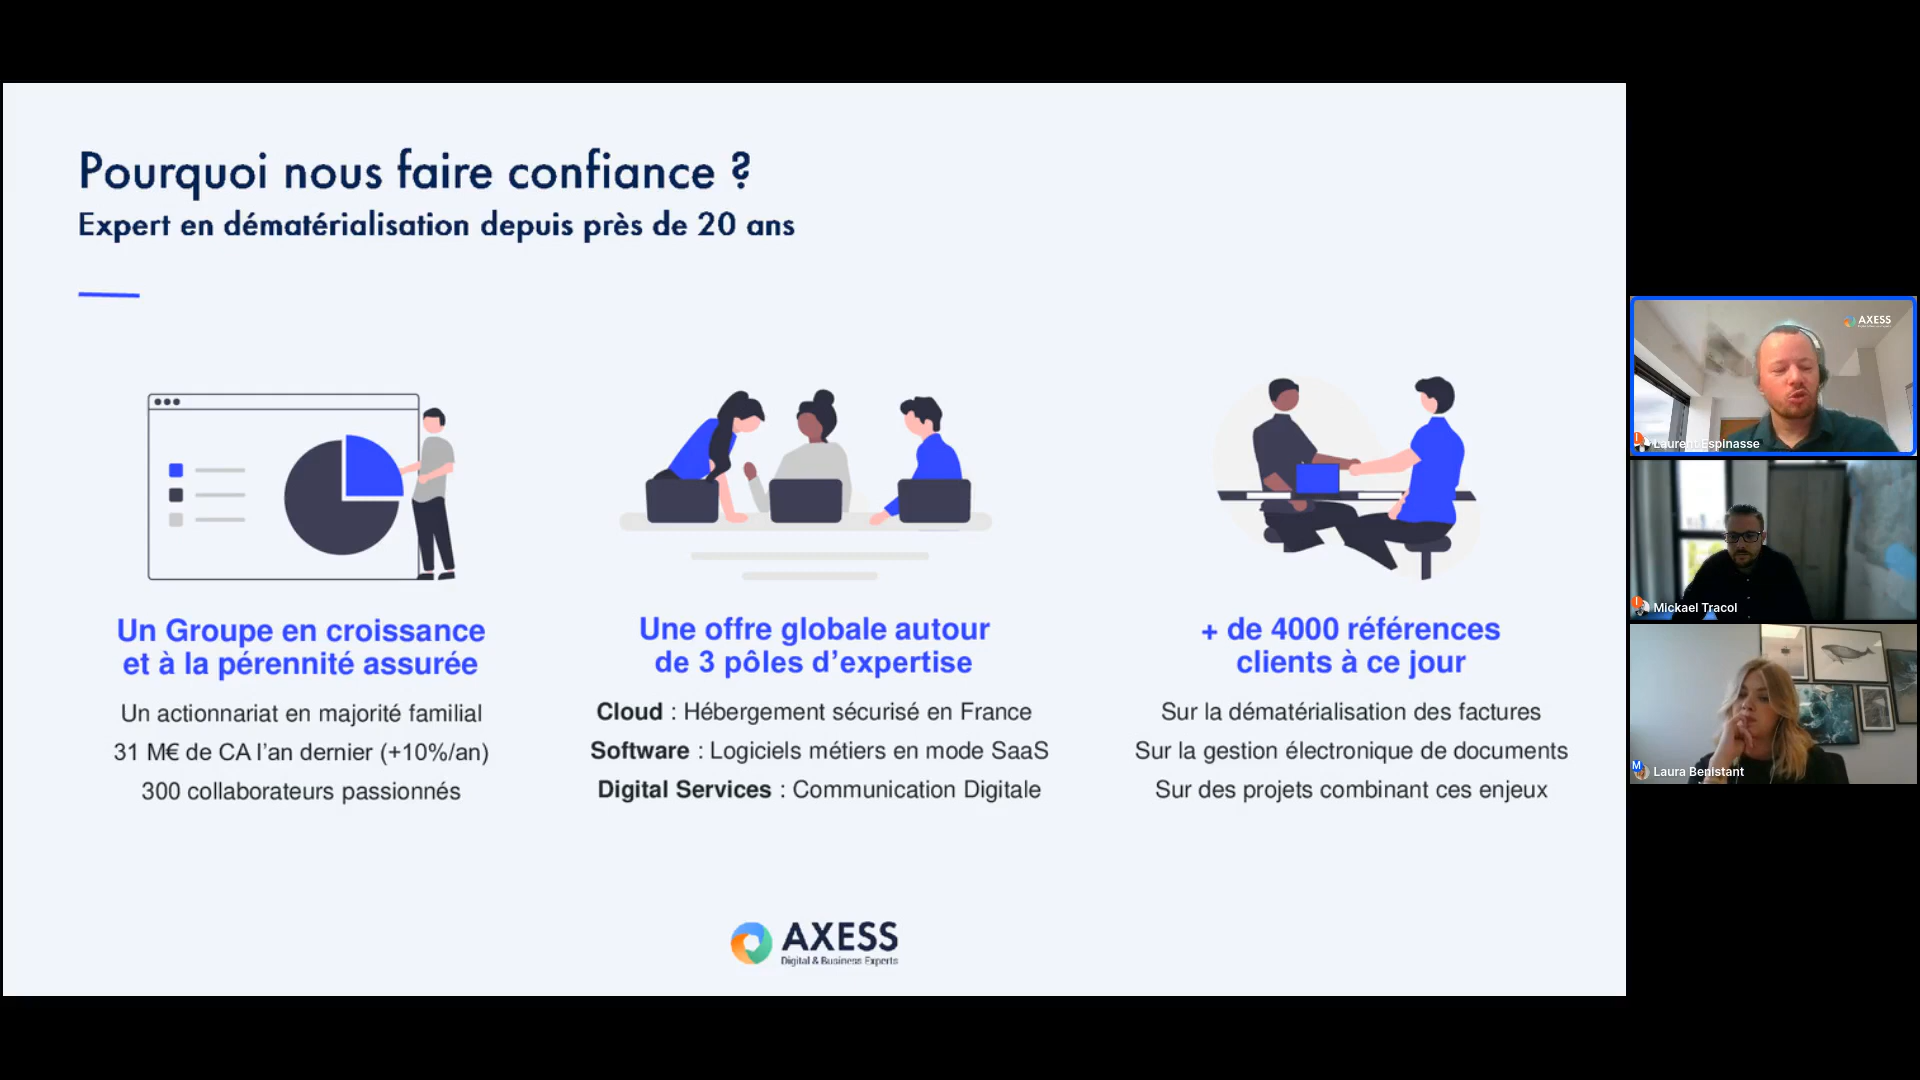 Pourquoi nous faire confiance ?
Expert en dématérialisation depuis près de 20 ans
Un Groupe en croissance
et à la pérennité assurée
Un actionnariat en majorité familial
31 M€ de CA l’an dernier (+10%/an)
300 collaborateurs passionnés
Une offre globale autour
de 3 pôles d’expertise
Cloud : Hébergement sécurisé en France
Software : Logiciels métiers en mode SaaS
Digital Services : Communication Digitale
+ de 4000 références
clients à ce jour
Sur la dématérialisation des factures
Sur la gestion électronique de documents
Sur des projets combinant ces enjeux
AXESS
Digital & Business Experts
AXESS
Laurent Espinasse
Mickael Tracol
Laura Benistant